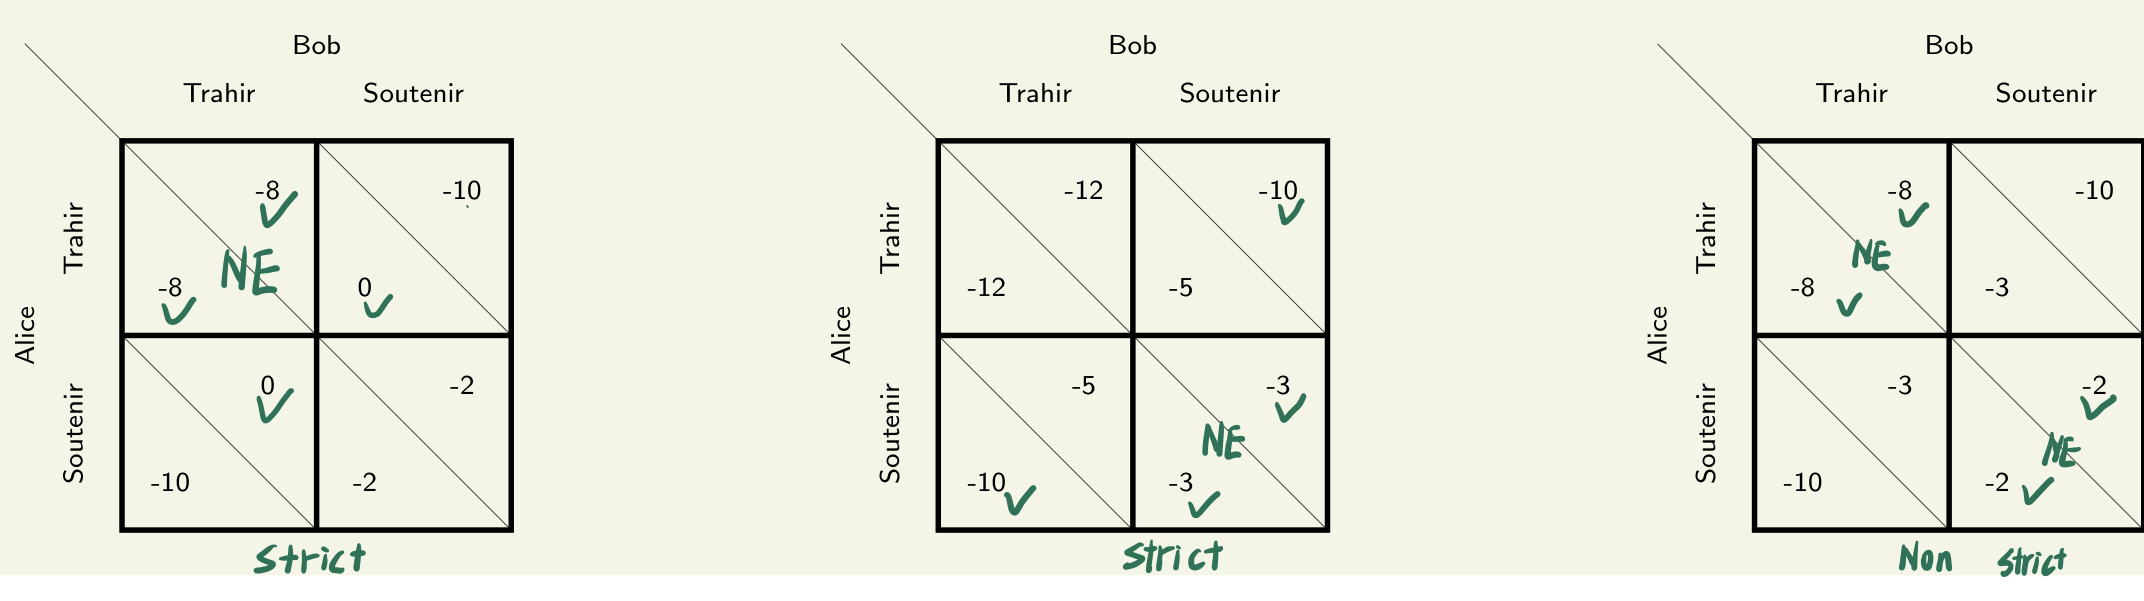 Bob Bob Bob
Trahir Soutenir Trahir Soutenir Trahir Soutenir
Alice Trahir -8 ✓ -10 Alice Trahir -12 -10 ✓ Alice Trahir -8 ✓ -10
NE NE
-8 ✓ 0 ✓ -12 -5 -8 ✓ -3
Soutenir 0 ✓ -2 Soutenir -5 -3 ✓ Soutenir -3 -2 ✓
NE NE
-10 -2 -10 ✓ -3 ✓ -10 -2 ✓
Strict Strict Non strict